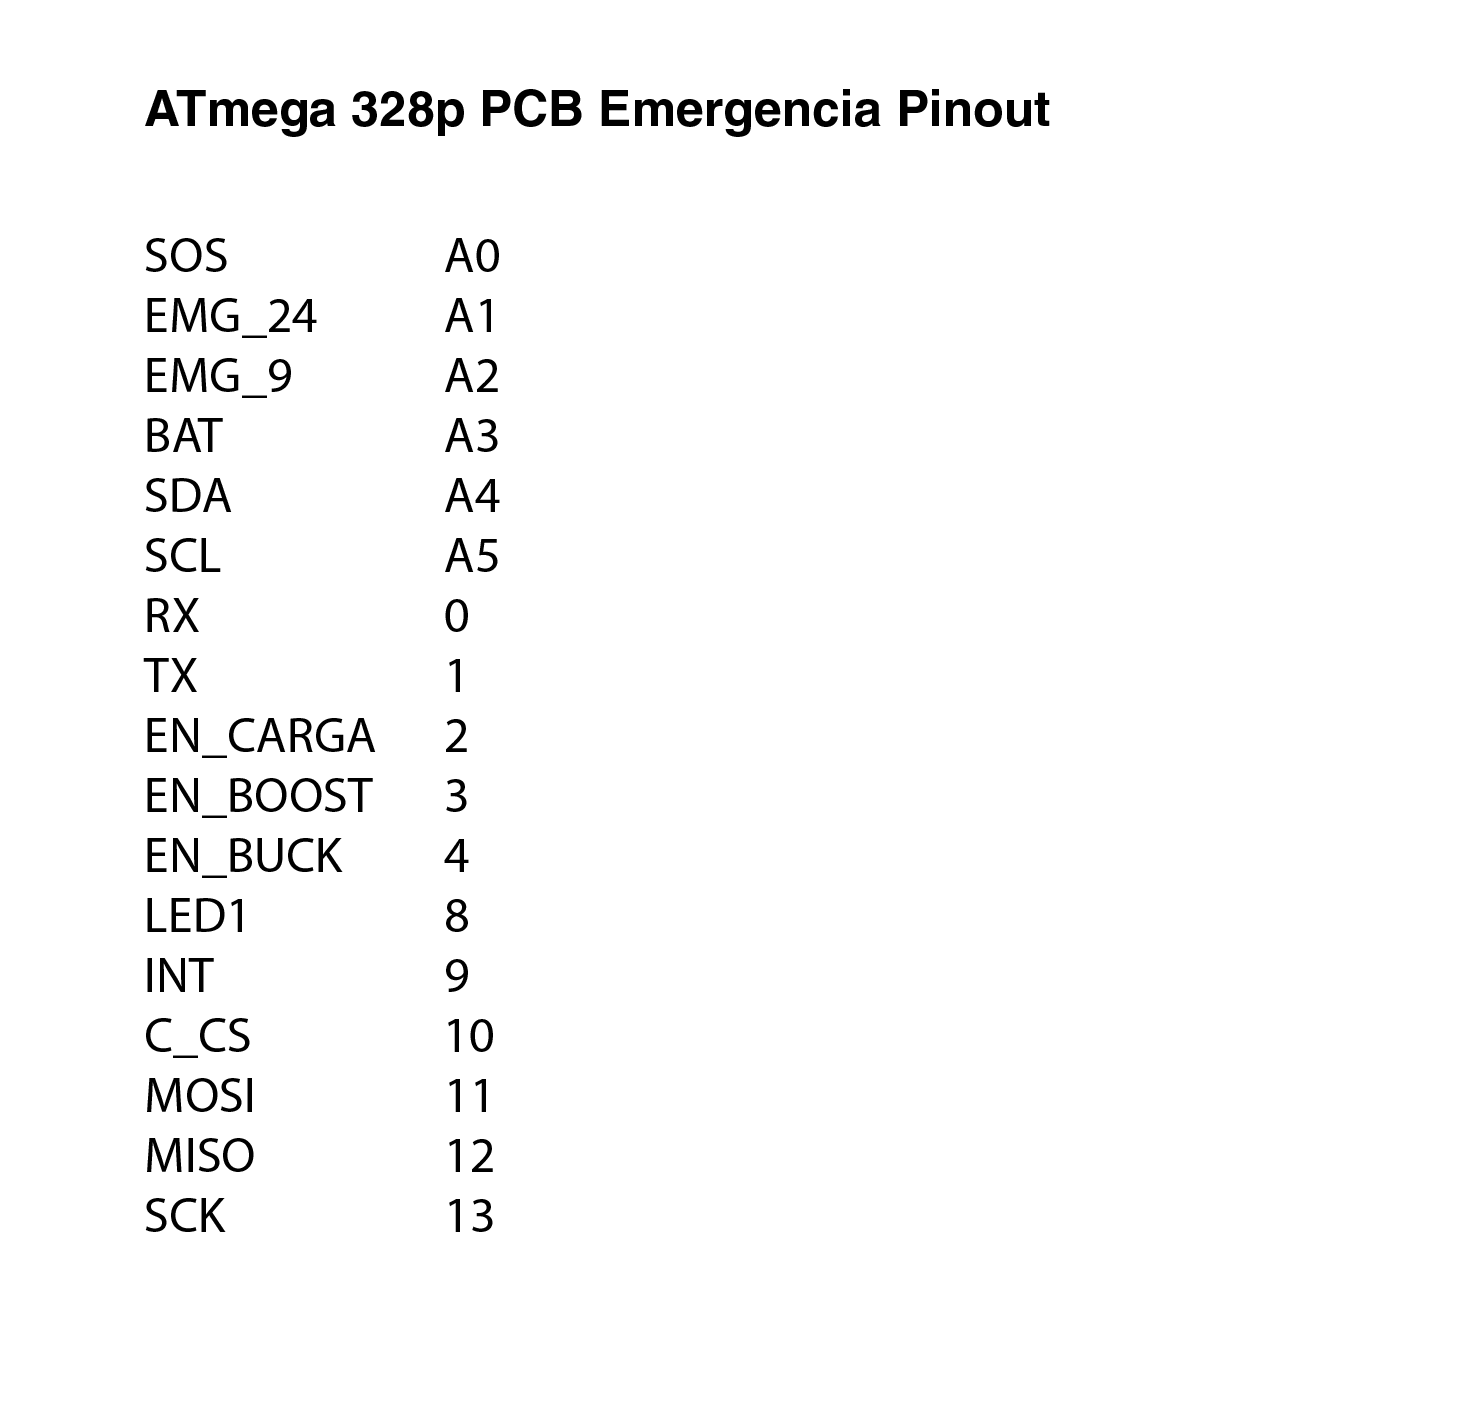 ATmega 328p PCB Emergencia Pinout
SOS A0
EMG_24 A1
EMG_9 A2
BAT A3
SDA A4
SCL A5
RX 0
TX 1
EN_CARGA 2
EN_BOOST 3
EN_BUCK 4
LED1 8
INT 9
C_CS 10
MOSI 11
MISO 12
SCK 13